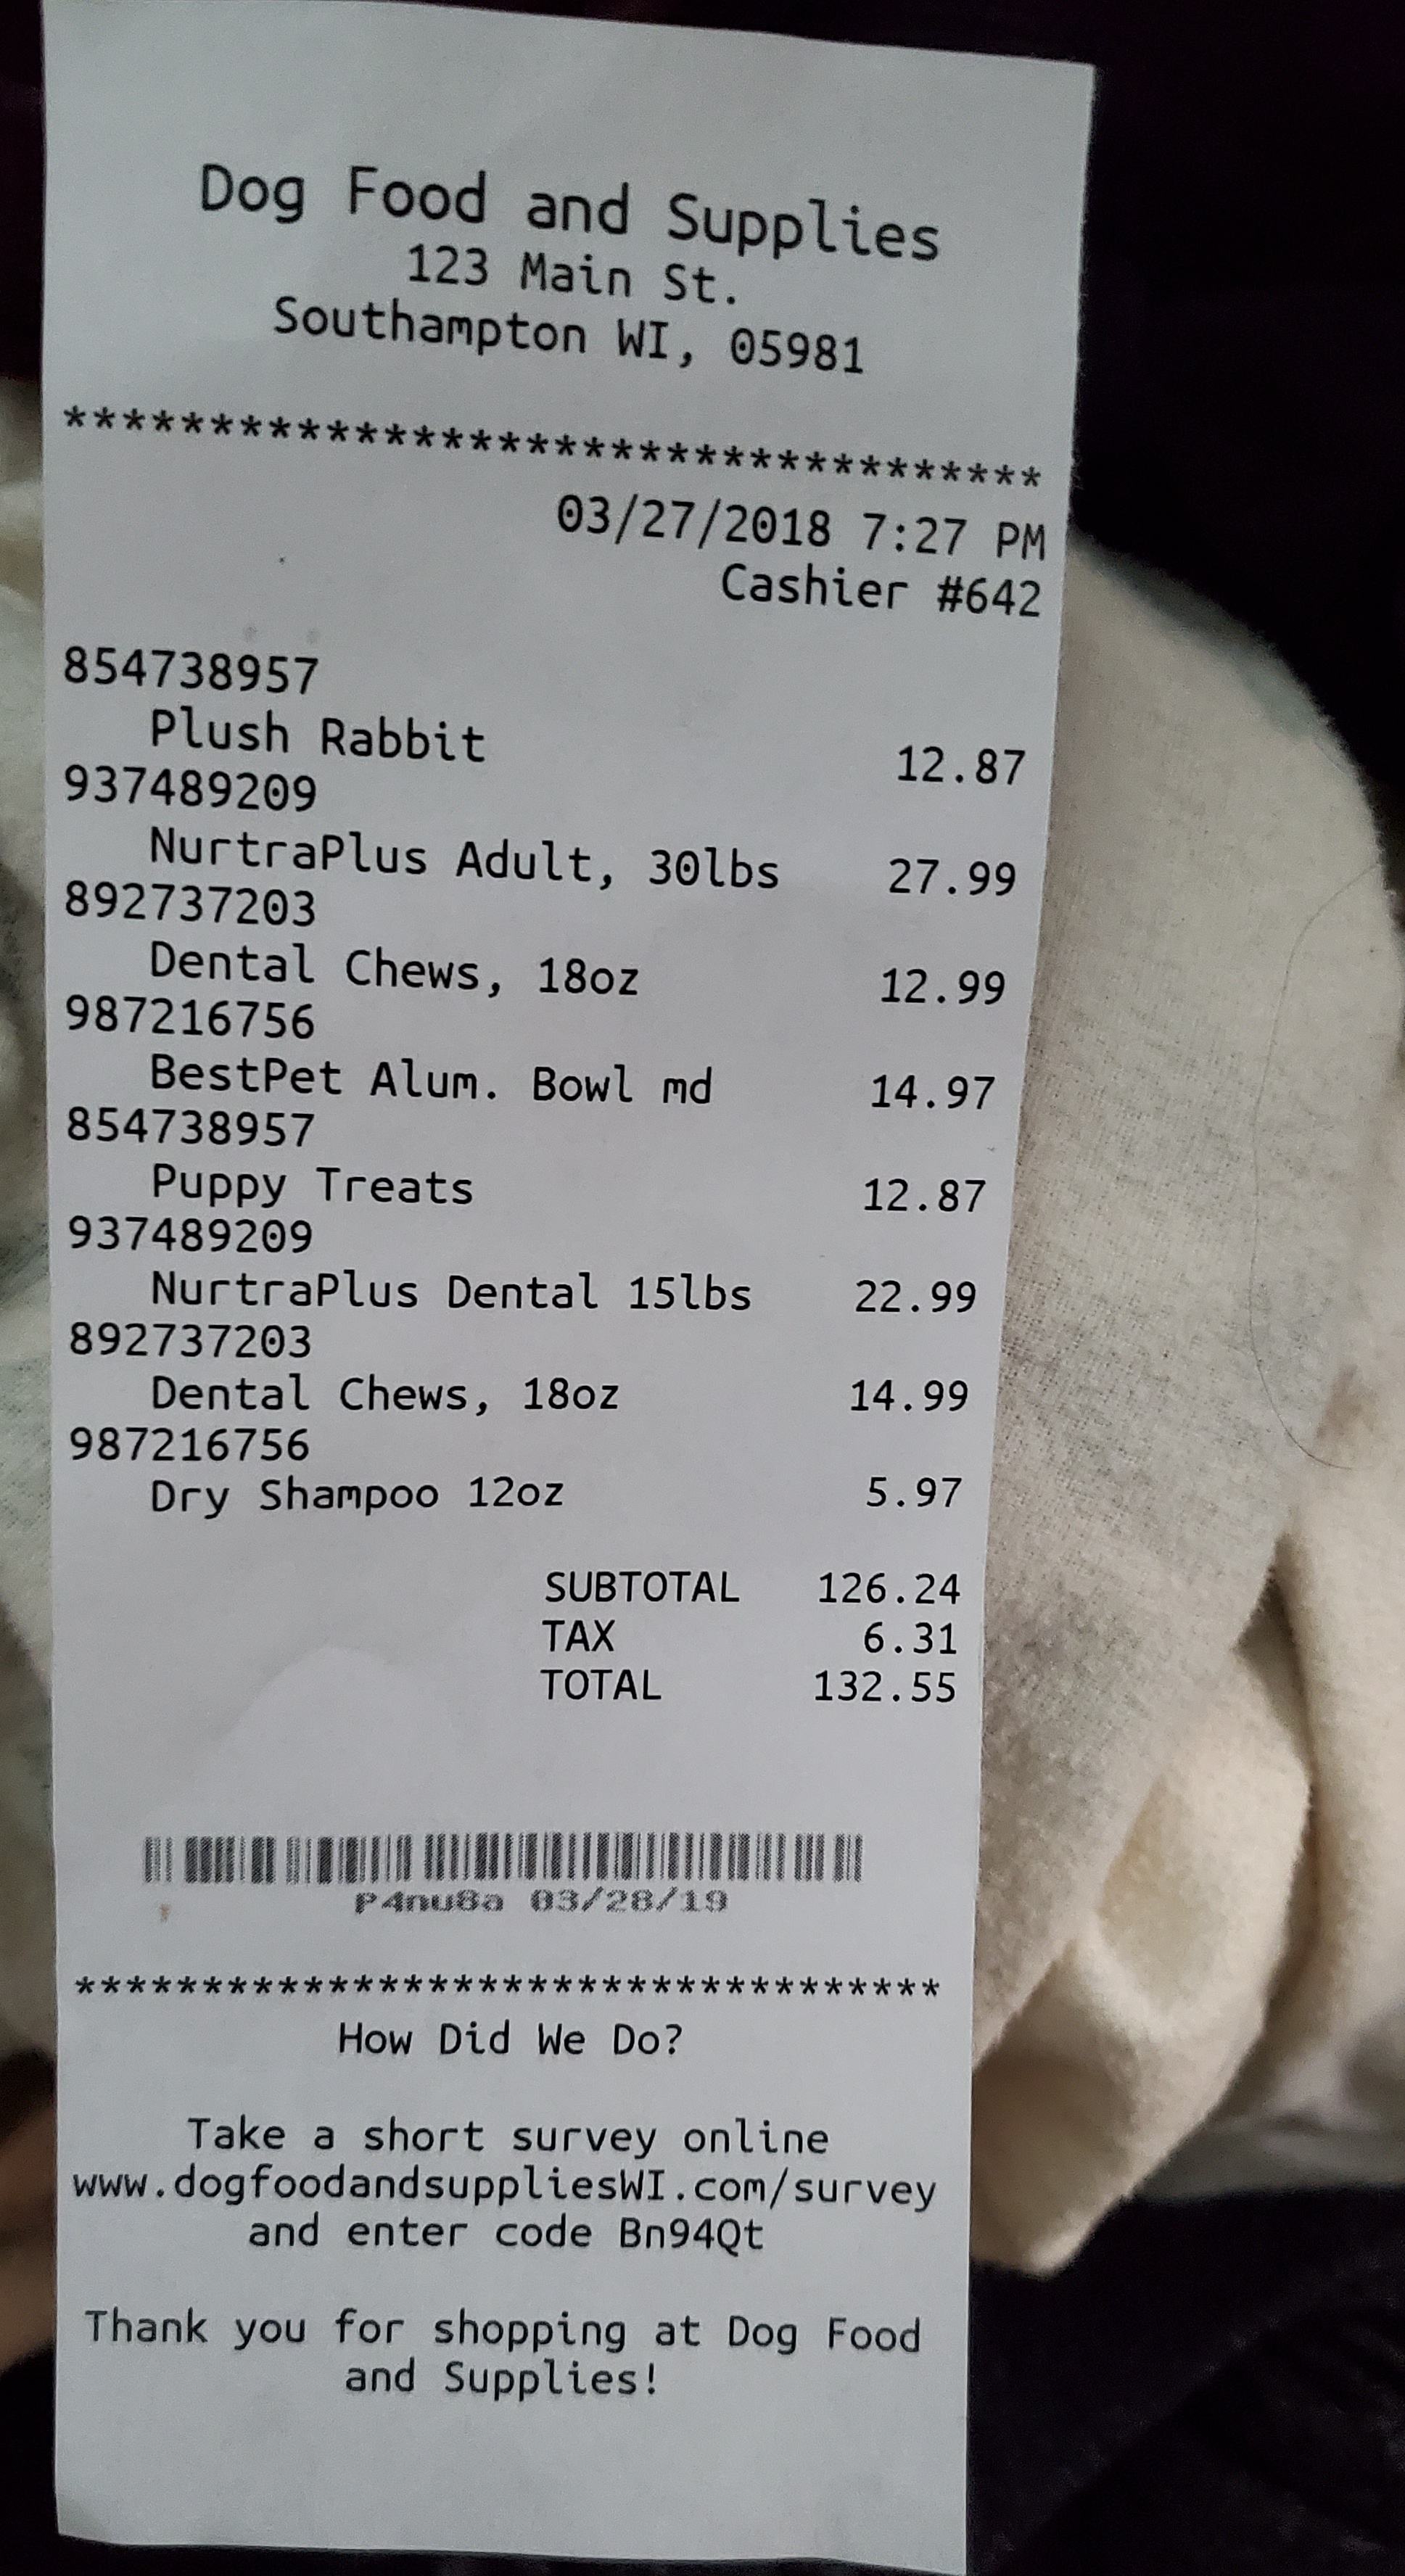 Dog Food and Supplies
123 Main St.
Southampton WI, 05981
***********************************
03/27/2018 7:27 PM
Cashier #642
854738957
Plush Rabbit 12.87
937489209
NurtraPlus Adult, 30lbs 27.99
892737203
Dental Chews, 18oz 12.99
987216756
BestPet Alum. Bowl md 14.97
854738957
Puppy Treats 12.87
937489209
NurtraPlus Dental 15lbs 22.99
892737203
Dental Chews, 18oz 14.99
987216756
Dry Shampoo 12oz 5.97
SUBTOTAL 126.24
TAX 6.31
TOTAL 132.55
P4nu8a 03/28/19
***********************************
How Did We Do?
Take a short survey online
www.dogfoodandsuppliesWI.com/survey
and enter code Bn94Qt
Thank you for shopping at Dog Food
and Supplies!